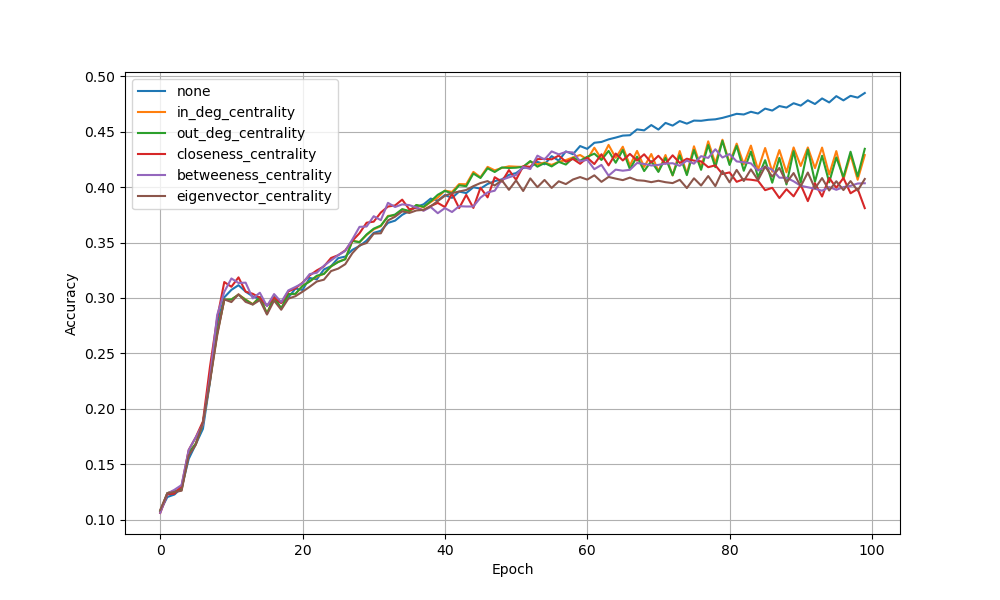 none
in_deg_centrality
out_deg_centrality
closeness_centrality
betweeness_centrality
eigenvector_centrality
0.50
0.45
0.40
0.35
0.30
0.25
0.20
0.15
0.10
Accuracy
0 20 40 60 80 100
Epoch